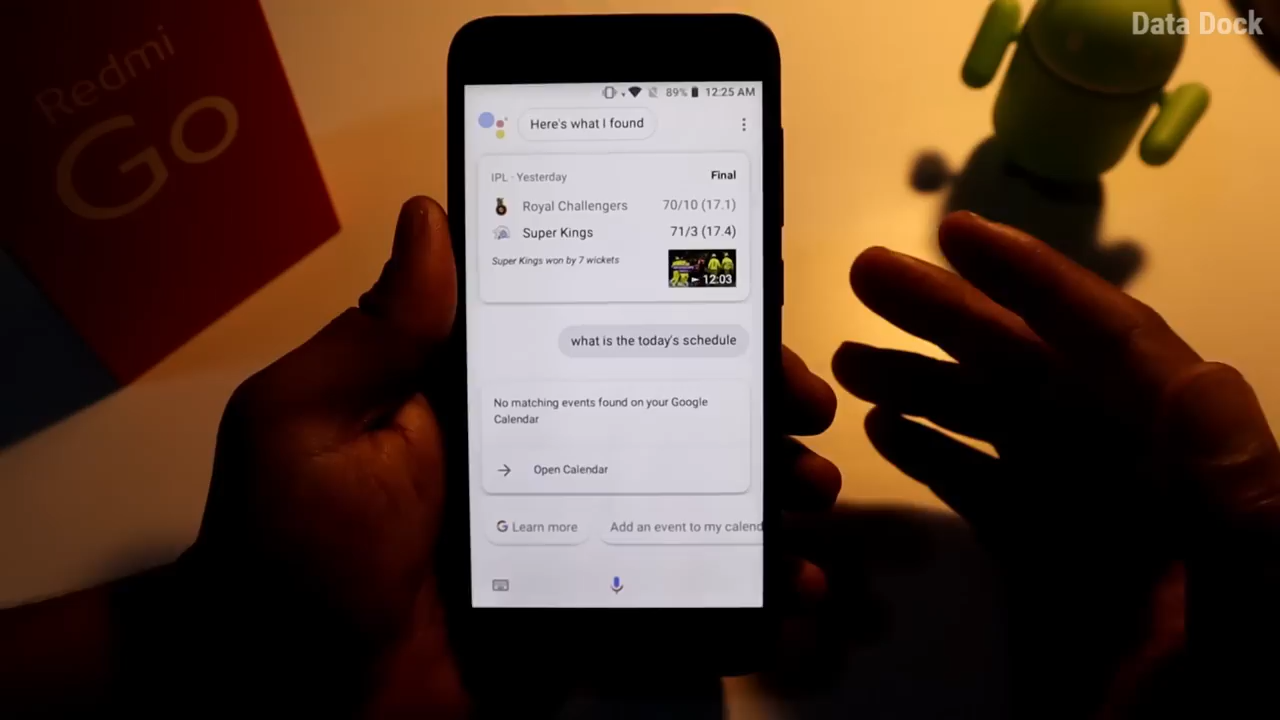 Data Dock
Redmi
Go
89% 12:25 AM
Here's what I found
IPL · Yesterday Final
Royal Challengers 70/10 (17.1)
Super Kings 71/3 (17.4)
Super Kings won by 7 wickets
12:03
what is the today's schedule
No matching events found on your Google
Calendar
Open Calendar
G Learn more Add an event to my calend